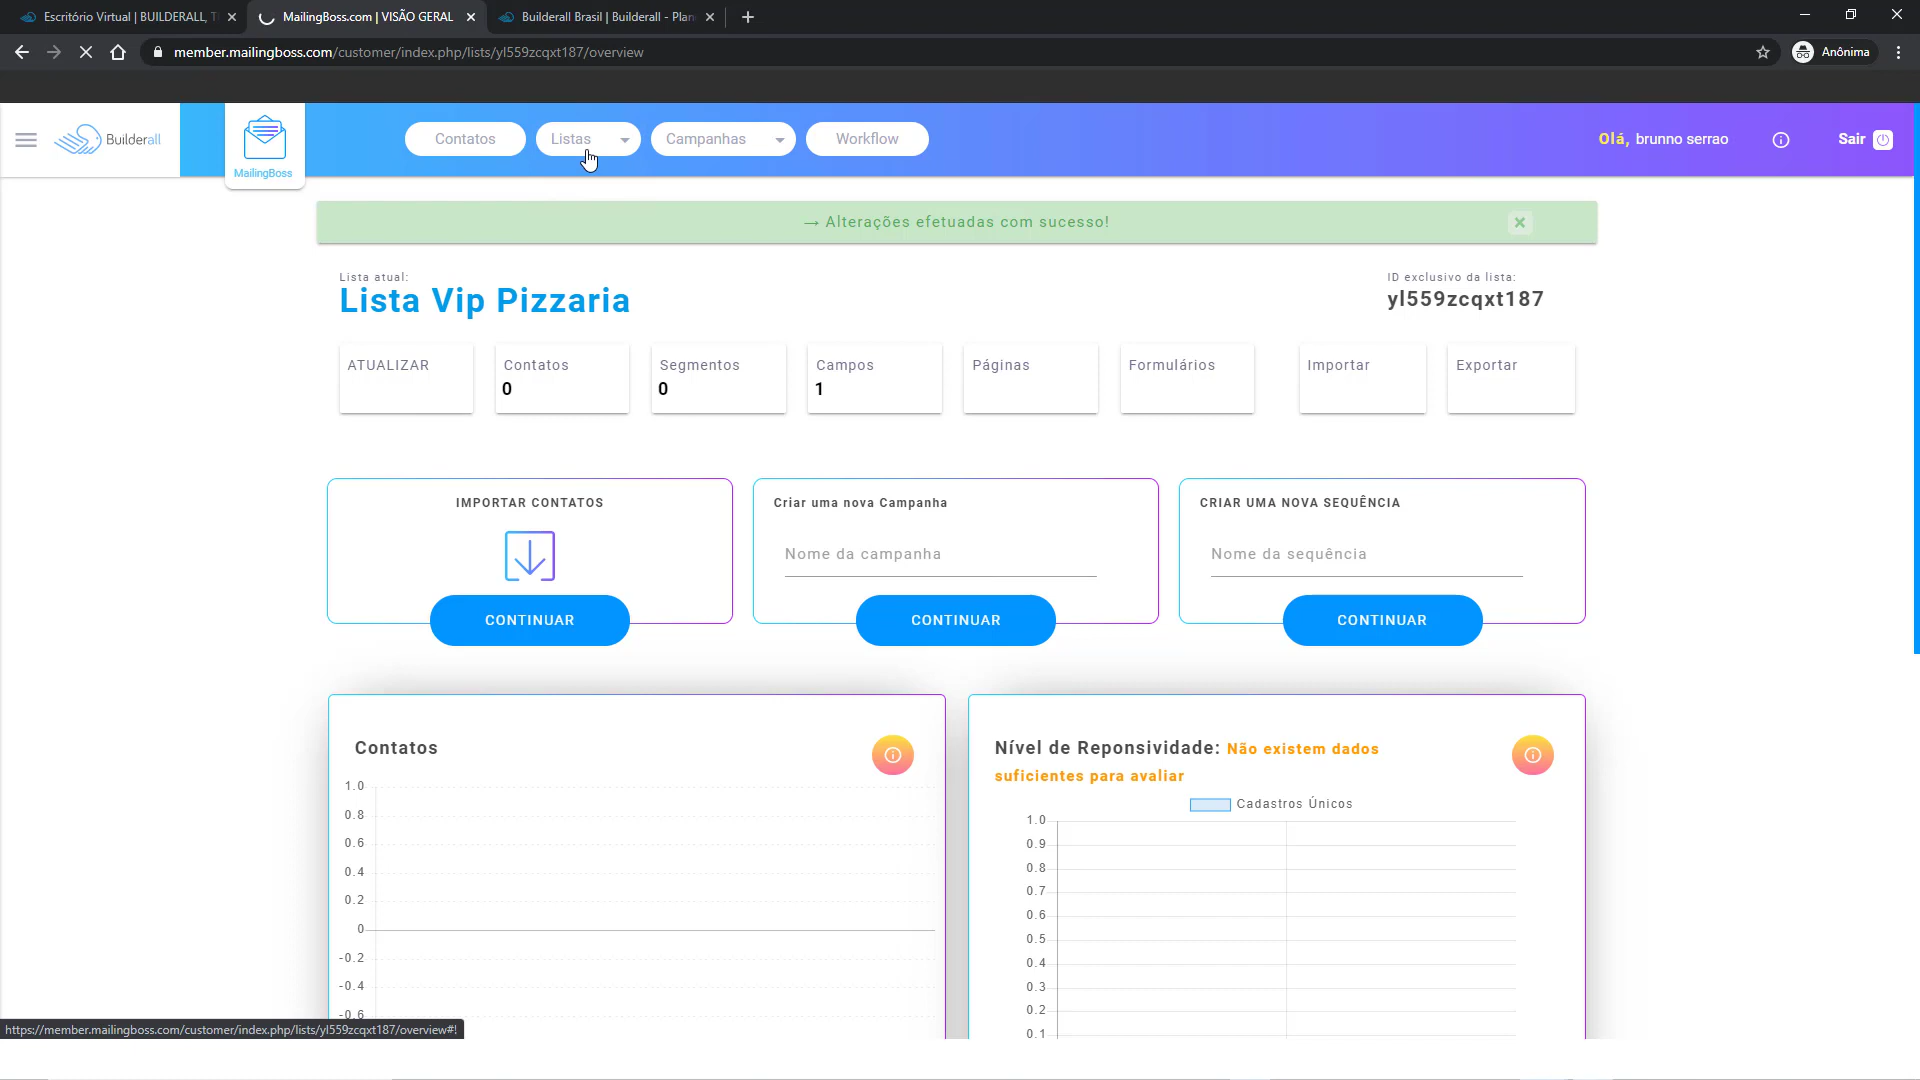 Escritório Virtual | BUILDERALL, T
MailingBoss.com | VISÃO GERAL
Builderall Brasil | Builderall - Plan
member.mailingboss.com/customer/index.php/lists/yl559zcqxt187/overview
Anônima
Builderall
MailingBoss
Contatos
Listas
Campanhas
Workflow
Olá, brunno serrao
Sair
→ Alterações efetuadas com sucesso!
Lista atual:
Lista Vip Pizzaria
ID exclusivo da lista:
yl559zcqxt187
ATUALIZAR
Contatos
0
Segmentos
0
Campos
1
Páginas
Formulários
Importar
Exportar
IMPORTAR CONTATOS
CONTINUAR
Criar uma nova Campanha
Nome da campanha
CONTINUAR
CRIAR UMA NOVA SEQUÊNCIA
Nome da sequência
CONTINUAR
Contatos
1.0
0.8
0.6
0.4
0.2
0
-0.2
-0.4
-0.6
Nível de Reponsividade: Não existem dados
suficientes para avaliar
Cadastros Únicos
1.0
0.9
0.8
0.7
0.6
0.5
0.4
0.3
0.2
0.1
https://member.mailingboss.com/customer/index.php/lists/yl559zcqxt187/overview#!